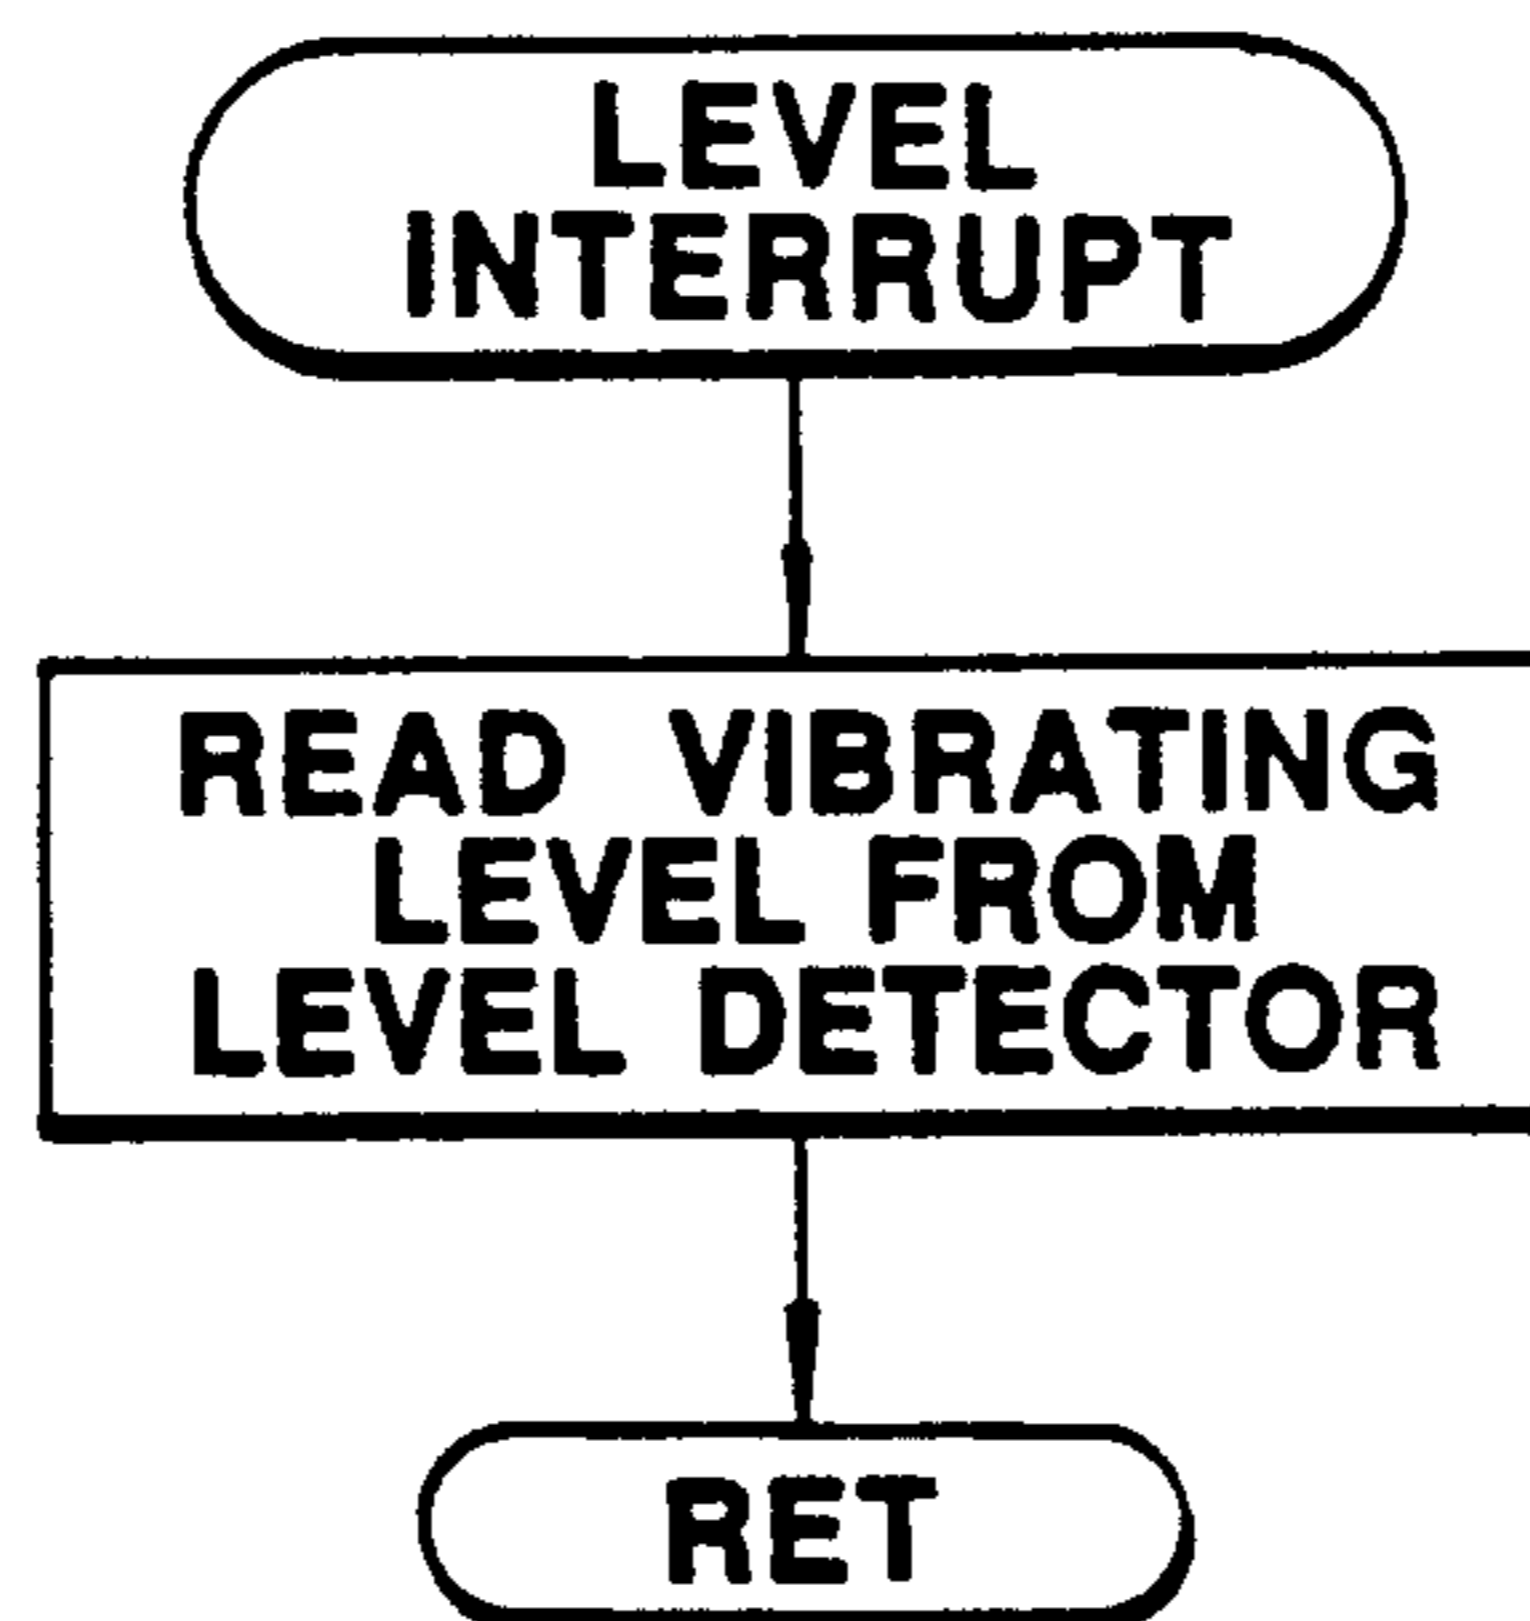 LEVEL
INTERRUPT
READ VIBRATING
LEVEL FROM
LEVEL DETECTOR
RET